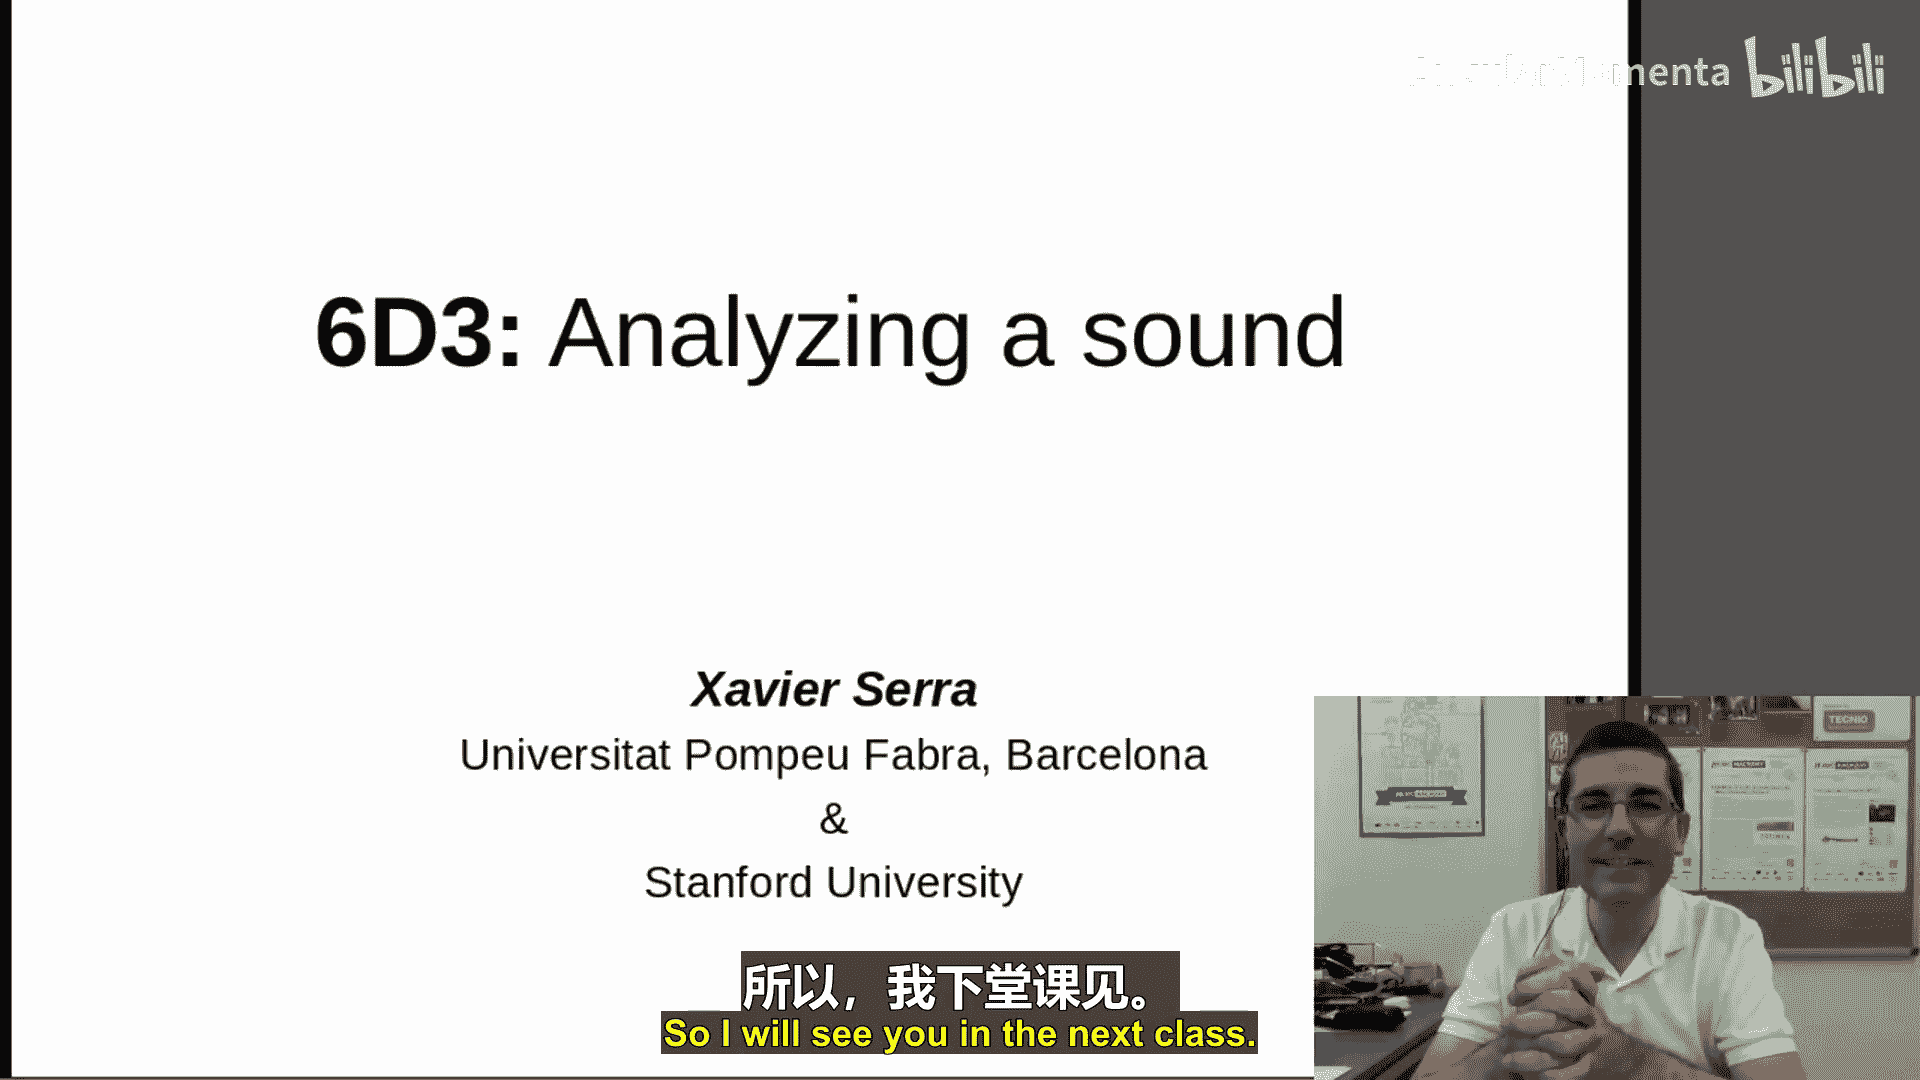 bilibili
6D3: Analyzing a sound
Xavier Serra
Universitat Pompeu Fabra, Barcelona
&
Stanford University
TECNIO
所以，我下堂课见。
So I will see you in the next class.